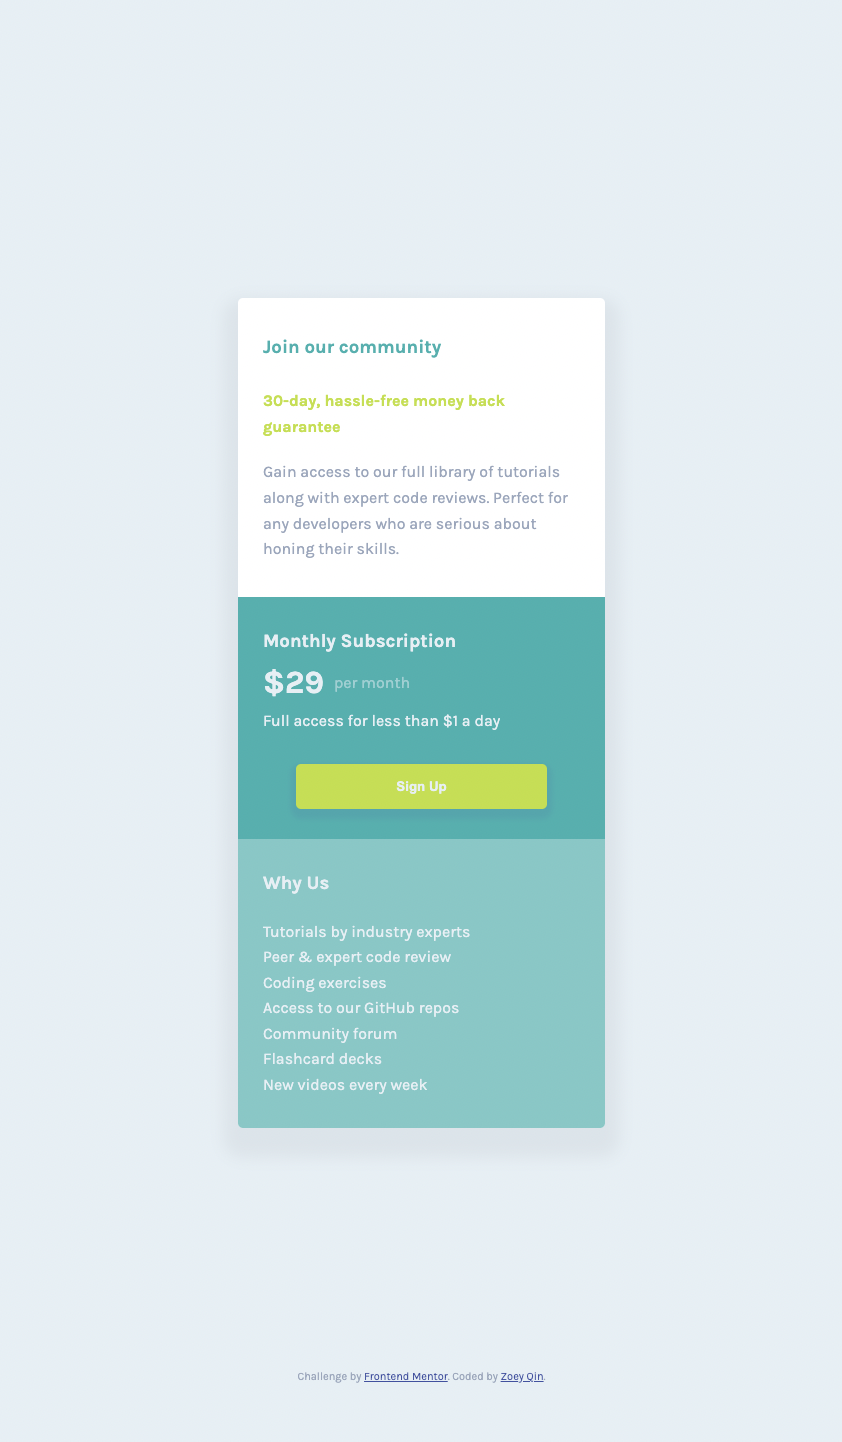 Join our community
30-day, hassle-free money back
guarantee
Gain access to our full library of tutorials
along with expert code reviews. Perfect for
any developers who are serious about
honing their skills.
Monthly Subscription
$29 per month
Full access for less than $1 a day
Sign Up
Why Us
Tutorials by industry experts
Peer & expert code review
Coding exercises
Access to our GitHub repos
Community forum
Flashcard decks
New videos every week
Challenge by Frontend Mentor. Coded by Zoey Qin.